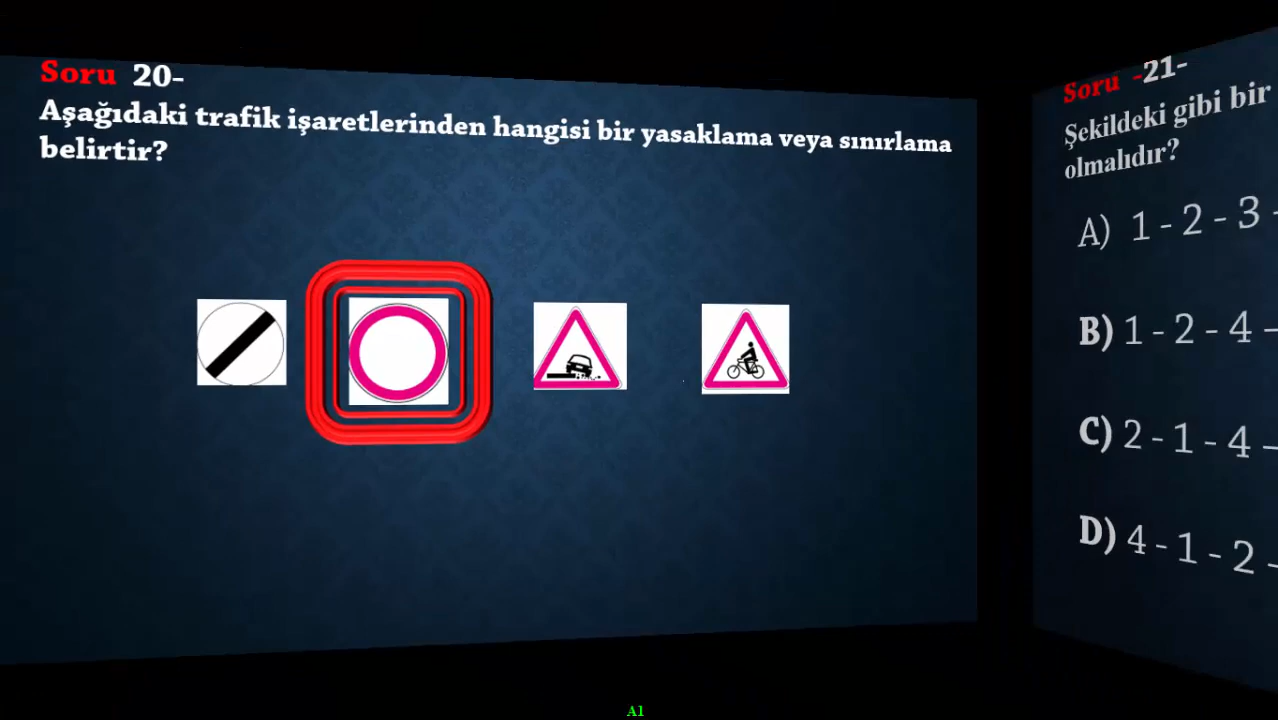 Soru 20-
Aşağıdaki trafik işaretlerinden hangisi bir yasaklama veya sınırlama
belirtir?
Soru -21-
Şekildeki gibi bir
olmalıdır?
A) 1 - 2 - 3 -
B) 1 - 2 - 4 -
C) 2 - 1 - 4 -
D) 4 - 1 - 2 -
A1